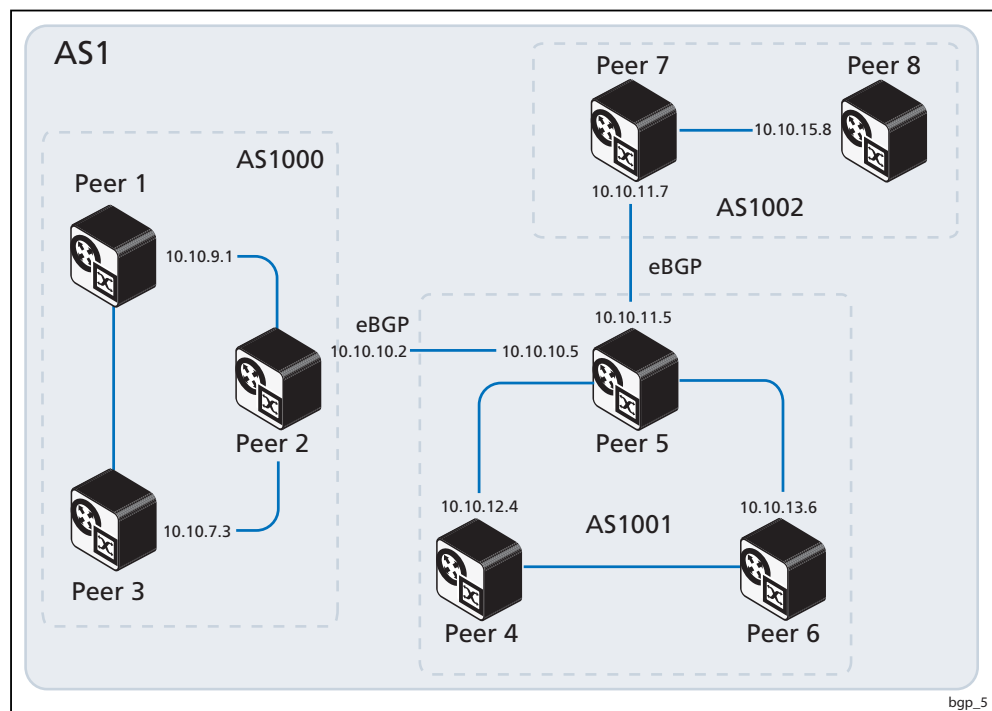 AS1
Peer 7
Peer 8
10.10.15.8
10.10.11.7
AS1002
AS1000
Peer 1
10.10.9.1
eBGP
10.10.11.5
eBGP
10.10.10.2
10.10.10.5
Peer 2
Peer 5
10.10.7.3
Peer 3
10.10.12.4
10.10.13.6
AS1001
Peer 4
Peer 6
bgp_5